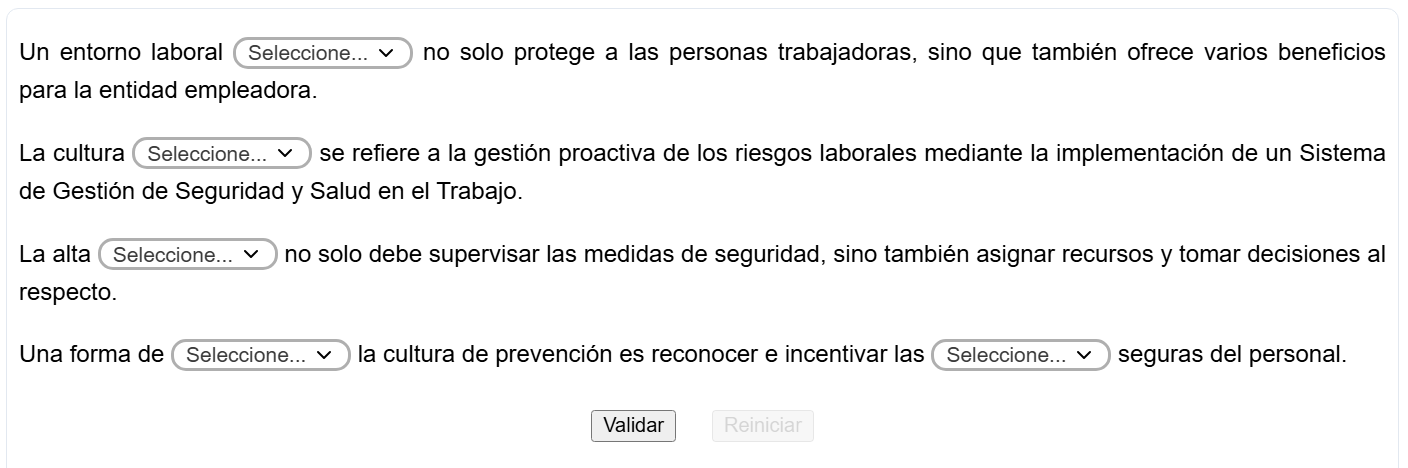 Un entorno laboral Seleccione... no solo protege a las personas trabajadoras, sino que también ofrece varios beneficios
para la entidad empleadora.
La cultura Seleccione... se refiere a la gestión proactiva de los riesgos laborales mediante la implementación de un Sistema
de Gestión de Seguridad y Salud en el Trabajo.
La alta Seleccione... no solo debe supervisar las medidas de seguridad, sino también asignar recursos y tomar decisiones al
respecto.
Una forma de Seleccione... la cultura de prevención es reconocer e incentivar las Seleccione... seguras del personal.
Validar Reiniciar